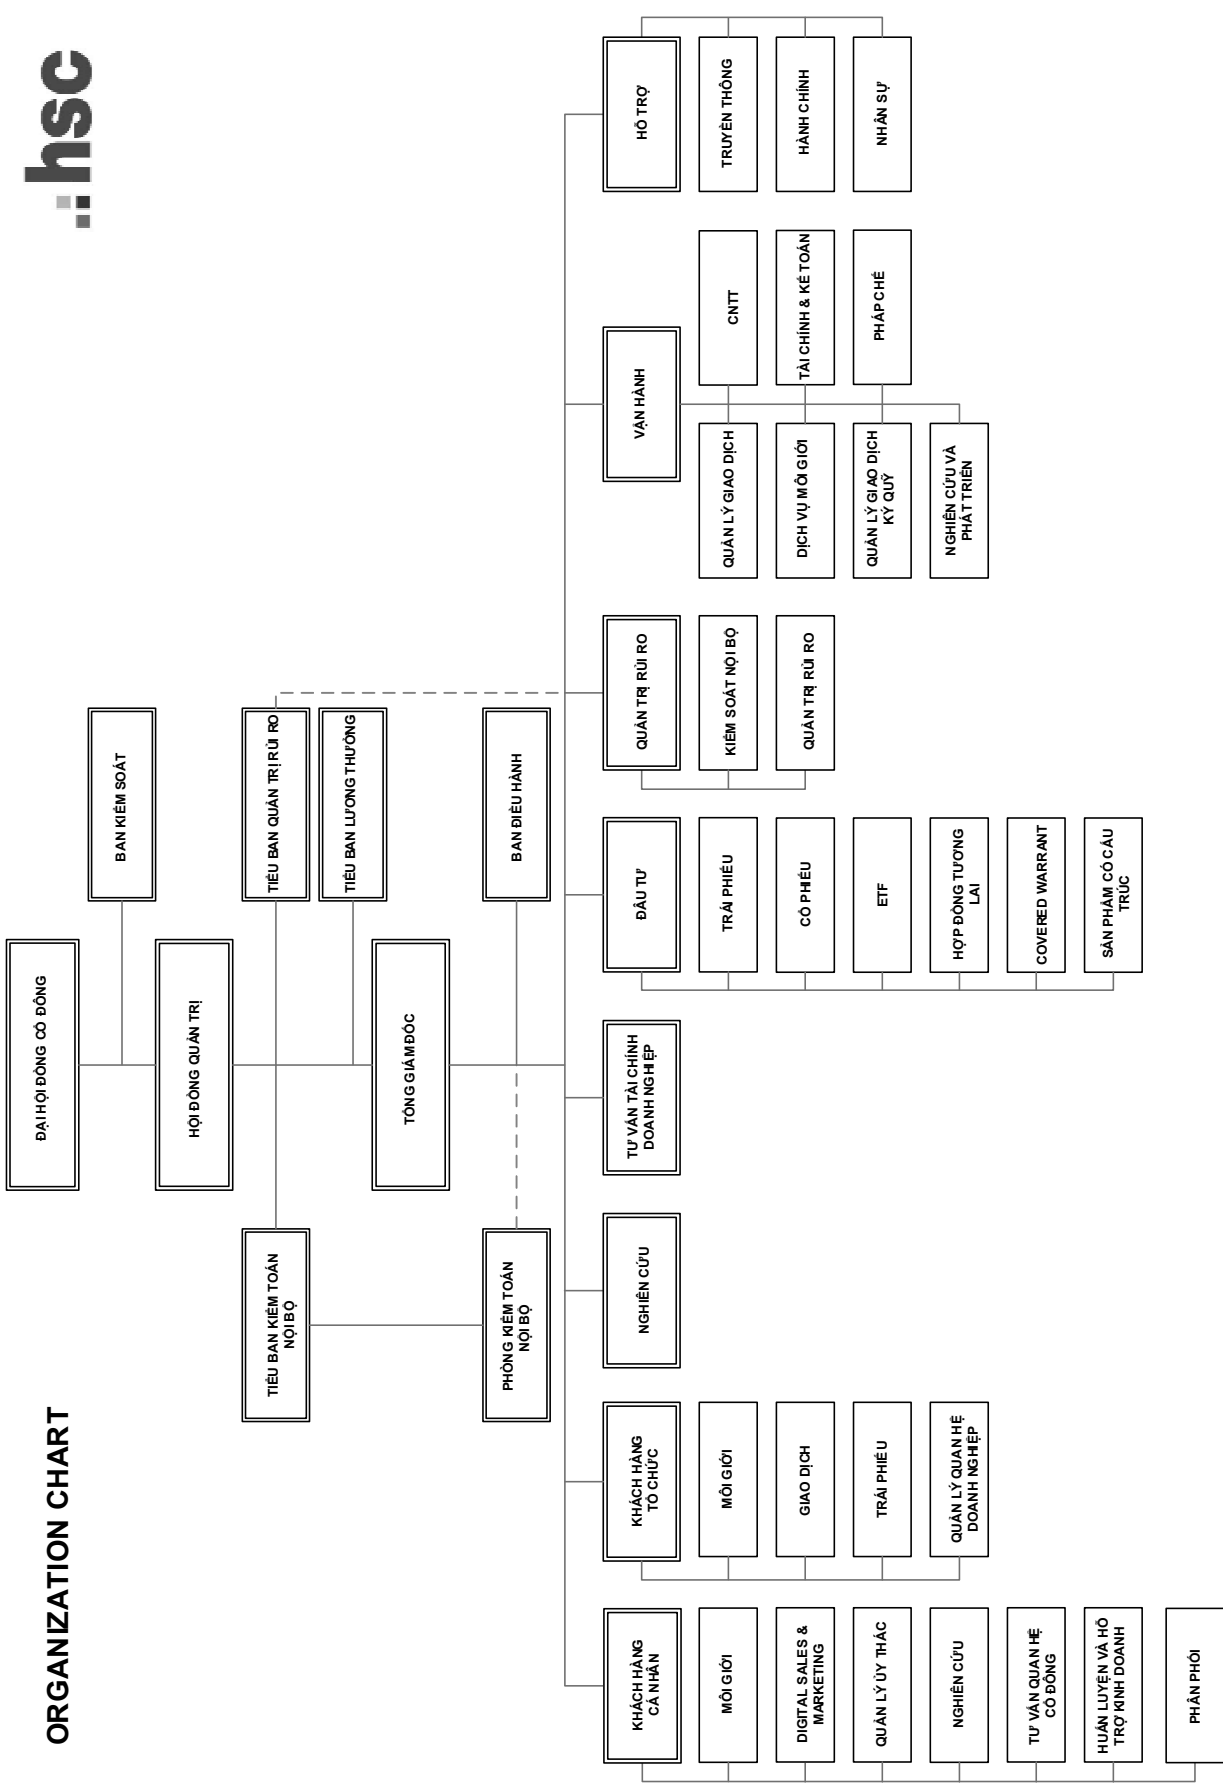 ORGANIZATION CHART
hsc
ĐẠI HỘI ĐỒNG CỔ ĐÔNG
BAN KIỂM SOÁT
HỘI ĐỒNG QUẢN TRỊ
TIỂU BAN KIỂM TOÁN
NỘI BỘ
TIỂU BAN QUẢN TRỊ RỦI RO
TIỂU BAN LƯƠNG THƯỞNG
TỔNG GIÁM ĐỐC
PHÒNG KIỂM TOÁN
NỘI BỘ
BAN ĐIỀU HÀNH
KHÁCH HÀNG
CÁ NHÂN
MÔI GIỚI
DIGITAL SALES &
MARKETING
QUẢN LÝ ỦY THÁC
NGHIÊN CỨU
TƯ VẤN QUAN HỆ
CỔ ĐÔNG
HUẤN LUYỆN VÀ HỖ
TRỢ KINH DOANH
PHÂN PHỐI
KHÁCH HÀNG
TỔ CHỨC
MÔI GIỚI
GIAO DỊCH
TRÁI PHIẾU
QUẢN LÝ QUAN HỆ
DOANH NGHIỆP
NGHIÊN CỨU
TƯ VẤN TÀI CHÍNH
DOANH NGHIỆP
ĐẦU TƯ
TRÁI PHIẾU
CỔ PHIẾU
ETF
HỢP ĐỒNG TƯƠNG
LAI
COVERED WARRANT
SẢN PHẨM CÓ CẤU
TRÚC
QUẢN TRỊ RỦI RO
KIỂM SOÁT NỘI BỘ
QUẢN TRỊ RỦI RO
VẬN HÀNH
QUẢN LÝ GIAO DỊCH
CNTT
DỊCH VỤ MÔI GIỚI
TÀI CHÍNH & KẾ TOÁN
QUẢN LÝ GIAO DỊCH
KÝ QUỸ
PHÁP CHẾ
NGHIÊN CỨU VÀ
PHÁT TRIỂN
HỖ TRỢ
TRUYỀN THÔNG
HÀNH CHÍNH
NHÂN SỰ